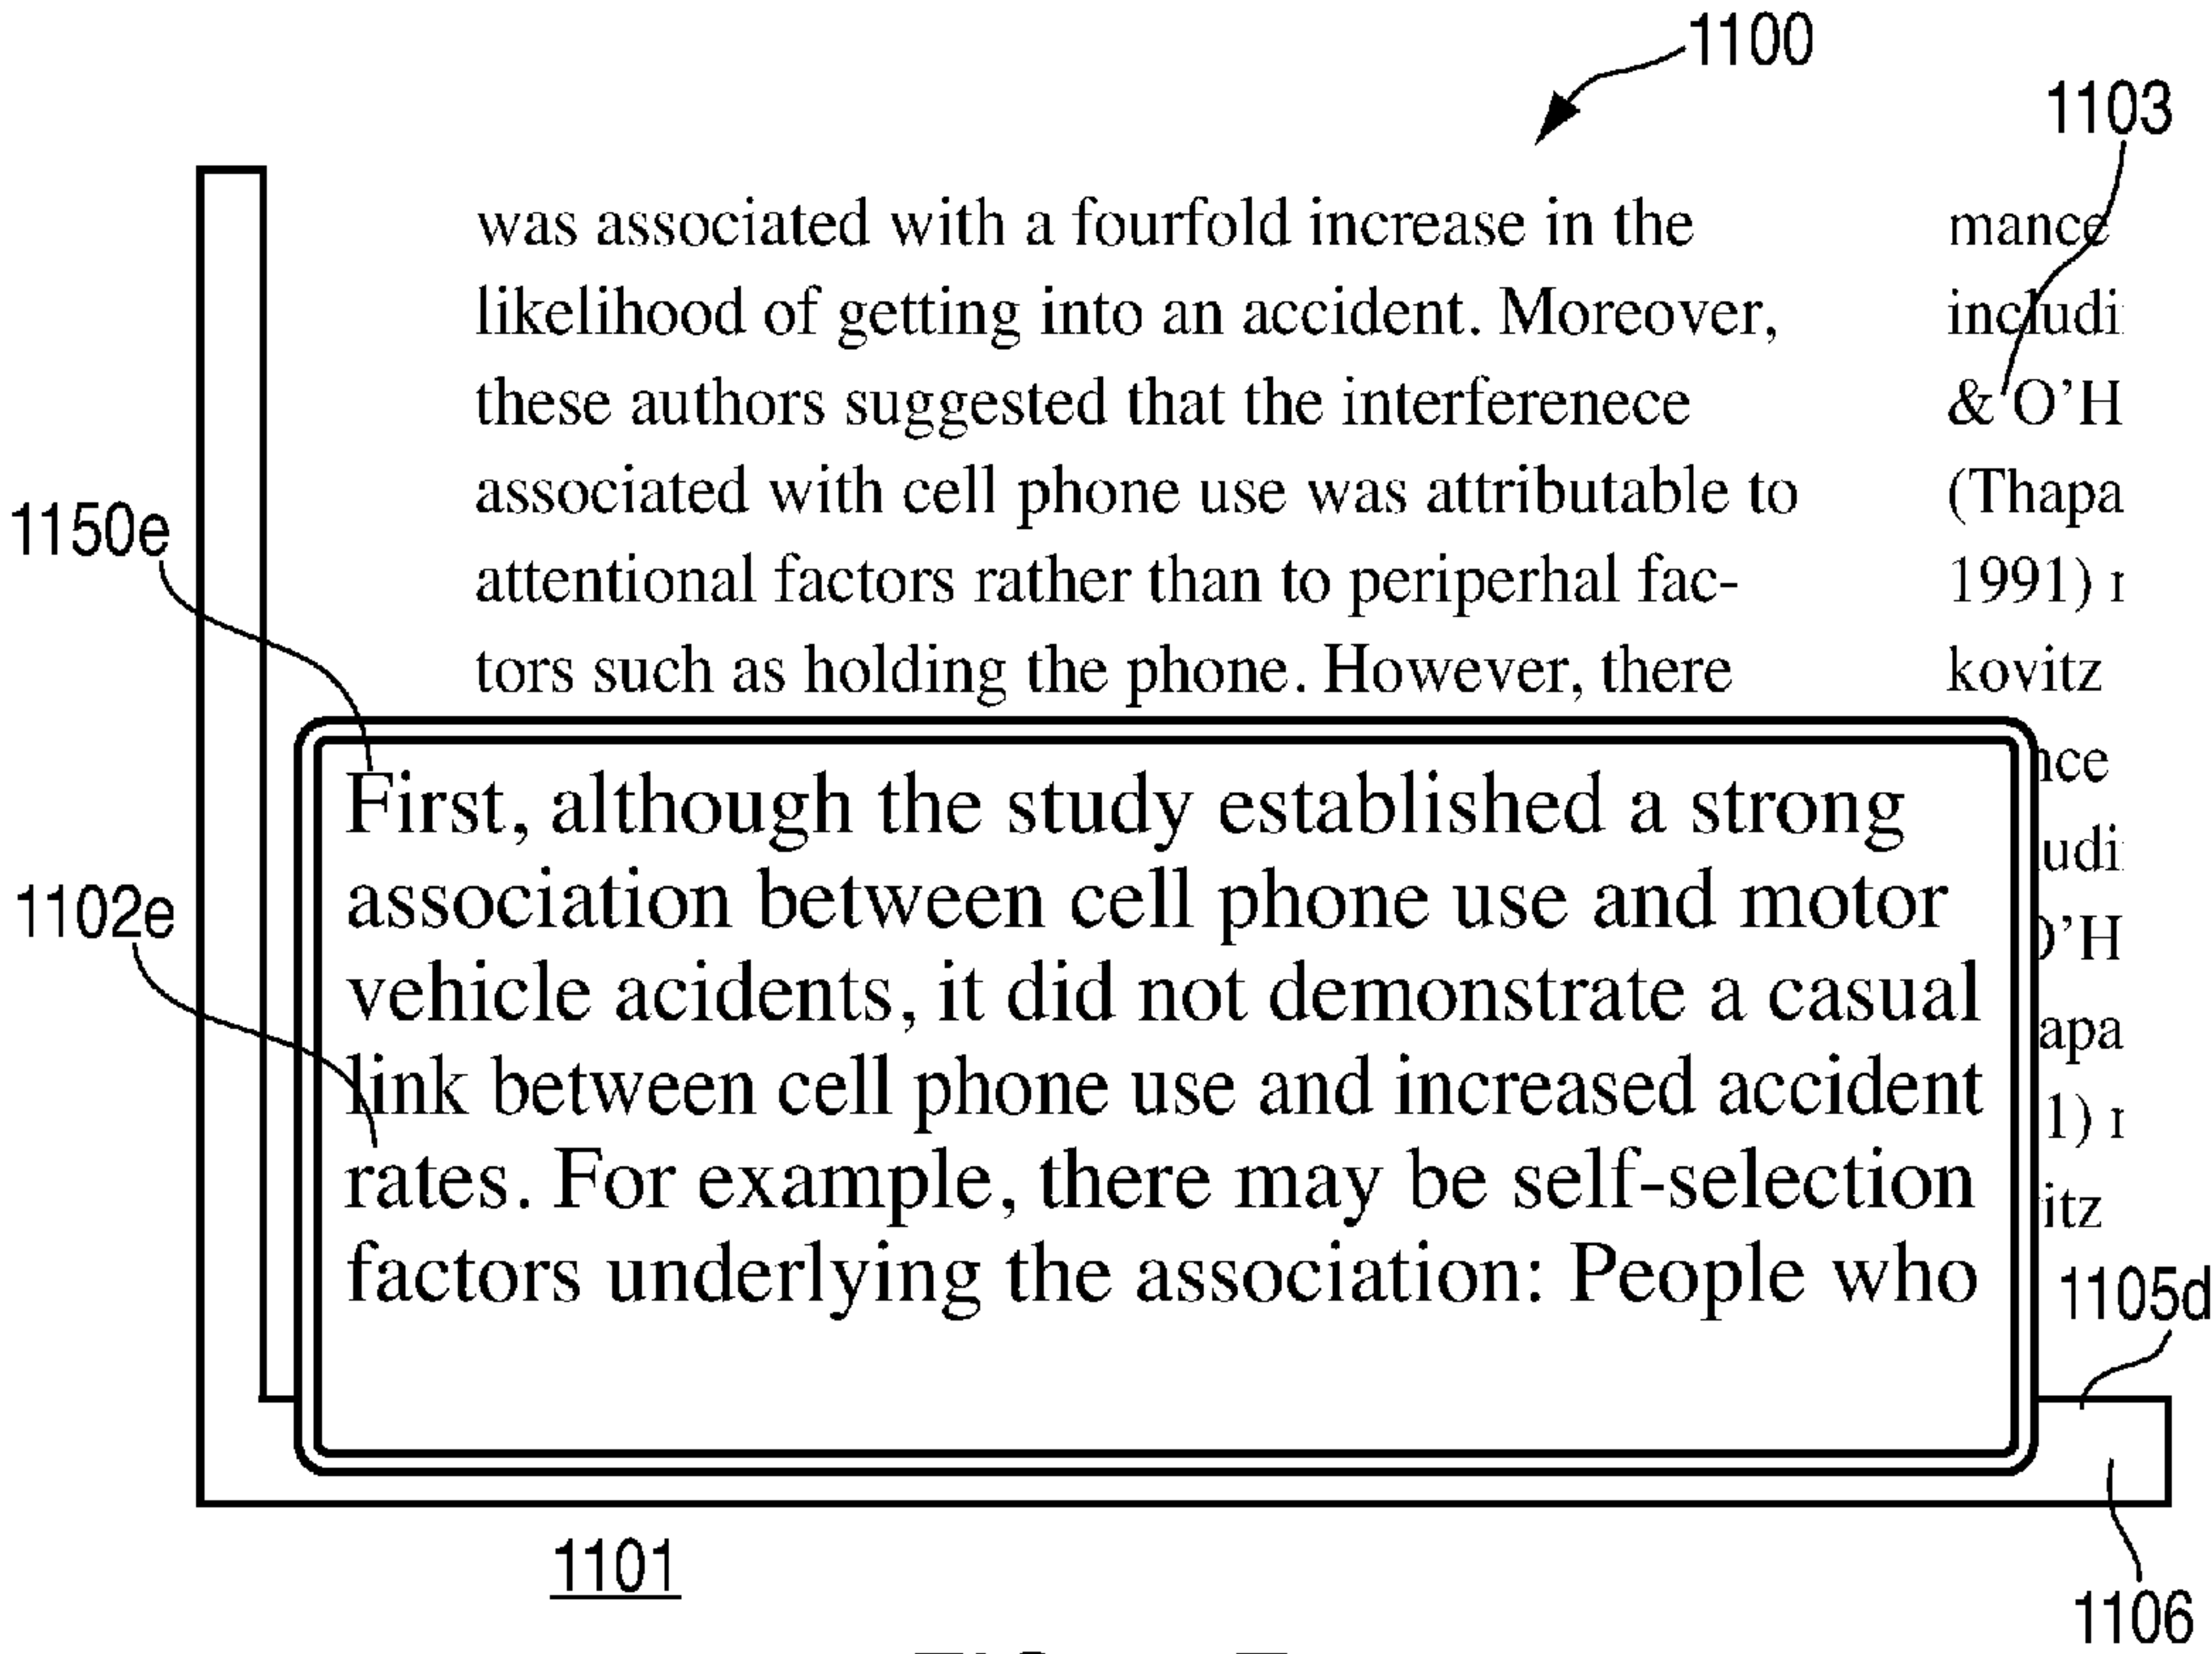 1100
1103
was associated with a fourfold increase in the
likelihood of getting into an accident. Moreover,
these authors suggested that the interferenece
associated with cell phone use was attributable to
attentional factors rather than to periperhal fac-
tors such as holding the phone. However, there
mance
includi
& O’H
(Thapa
1991) r
kovitz
1150e
1102e
First, although the study established a strong
association between cell phone use and motor
vehicle acidents, it did not demonstrate a casual
link between cell phone use and increased accident
rates. For example, there may be self-selection
factors underlying the association: People who
nce
udi
O’H
apa
1) r
itz
1105d
1101
1106